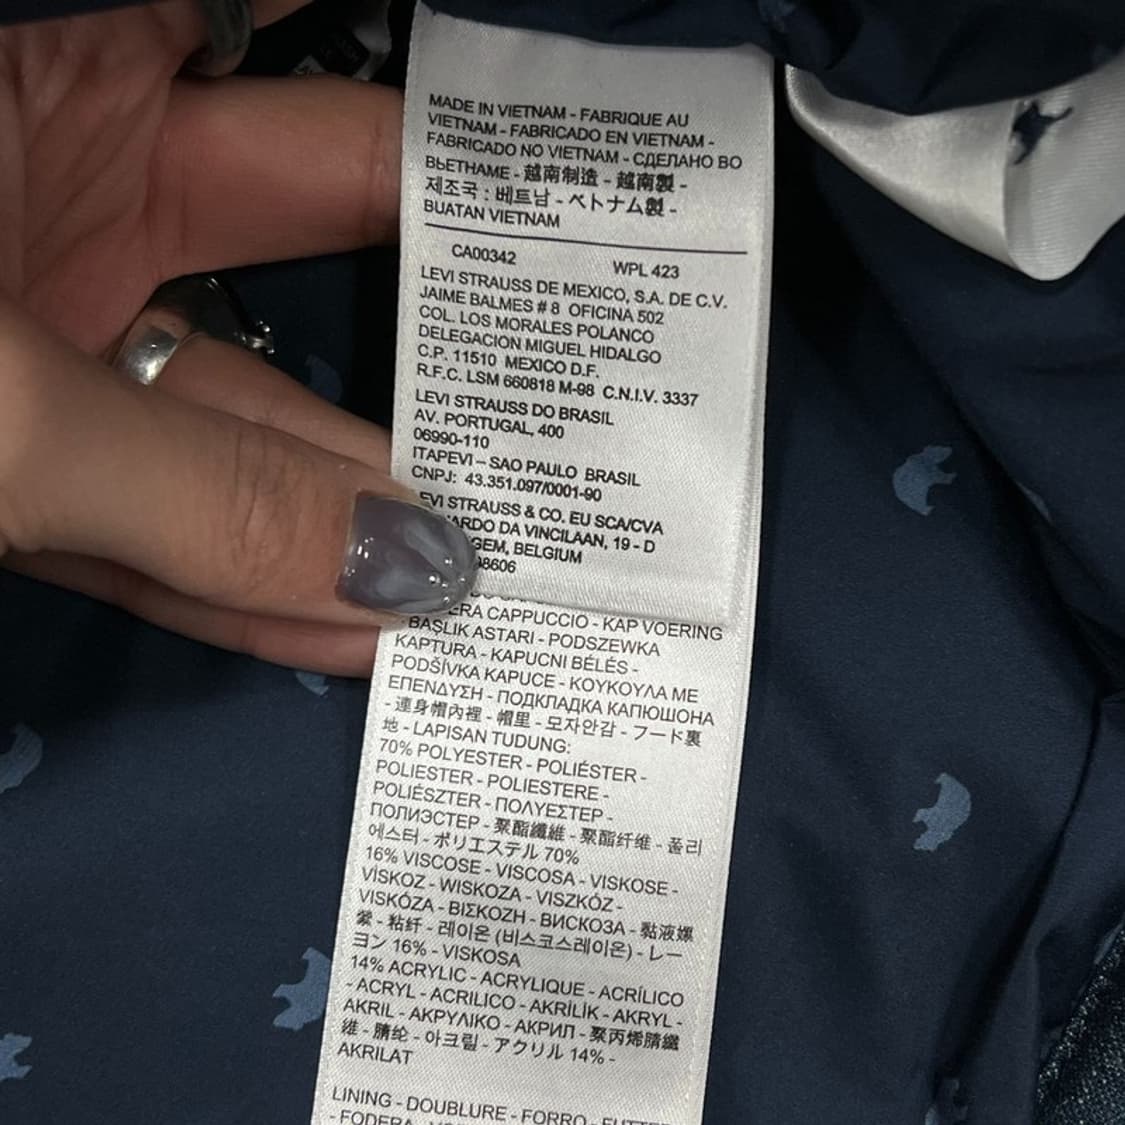 MADE IN VIETNAM - FABRIQUE AU
VIETNAM - FABRICADO EN VIETNAM -
FABRICADO NO VIETNAM - СДЕЛАНО ВО
ВЬЕТНАМЕ - 越南制造 - 越南製 -
제조국 : 베트남 - ベトナム製 -
BUATAN VIETNAM
CA00342 WPL 423
LEVI STRAUSS DE MEXICO, S.A. DE C.V.
JAIME BALMES # 8 OFICINA 502
COL. LOS MORALES POLANCO
DELEGACION MIGUEL HIDALGO
C.P. 11510 MEXICO D.F.
R.F.C. LSM 660818 M-98 C.N.I.V. 3337
LEVI STRAUSS DO BRASIL
AV. PORTUGAL, 400
06990-110
ITAPEVI – SAO PAULO BRASIL
CNPJ: 43.351.097/0001-90
EVI STRAUSS & CO. EU SCA/CVA
ARDO DA VINCILAAN, 19 - D
GEM, BELGIUM
98606
ERA CAPPUCCIO - KAP VOERING
- BAŞLIK ASTARI - PODSZEWKA
KAPTURA - KAPUCNI BÉLÉS -
PODŠÍVKA KAPUCE - ΚΟΥΚΟΥΛΑ ΜΕ
ΕΠΕΝΔΥΣΗ - ПОДКЛАДКА КАПЮШОНА
- 連身帽內裡 - 帽里 - 모자안감 - フード裏
地 - LAPISAN TUDUNG:
70% POLYESTER - POLIÉSTER -
POLIESTER - POLIESTERE -
POLIÉSZTER - ΠΟΛΥΕΣΤΕΡ -
ПОЛИЭСТЕР - 聚酯纖維 - 聚酯纤维 - 폴리
에스터 - ポリエステル 70%
16% VISCOSE - VISCOSA - VISKOSE -
VİSKOZ - WISKOZA - VISZKÓZ -
VISKÓZA - ΒΙΣΚΟΖΗ - ВИСКОЗА - 黏液嫘
縈 - 粘纤 - 레이온 (비스코스레이온) - レー
ヨン 16% - VISKOSA
14% ACRYLIC - ACRYLIQUE - ACRÍLICO
- ACRYL - ACRILICO - AKRİLİK - AKRYL -
AKRIL - ΑΚΡΥΛΙΚΟ - АКРИЛ - 聚丙烯腈纖
維 - 腈纶 - 아크릴 - アクリル 14% -
AKRILAT
LINING - DOUBLURE - FORRO - FUTTER
- FODERA